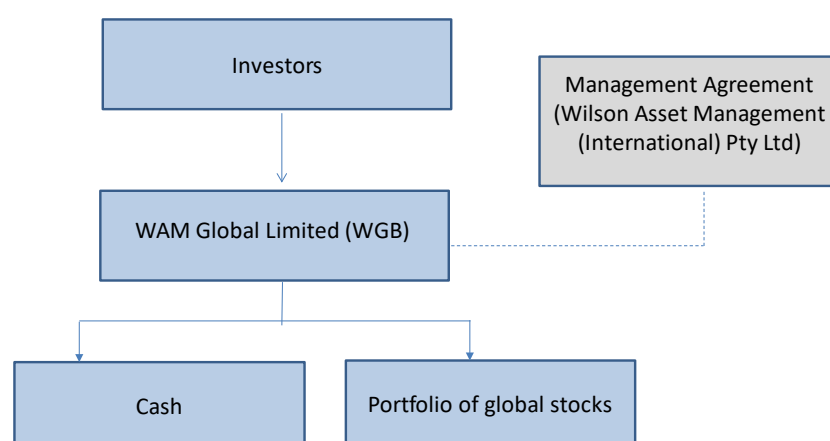 Investors
Management Agreement
(Wilson Asset Management
(International) Pty Ltd)
WAM Global Limited (WGB)
Cash
Portfolio of global stocks